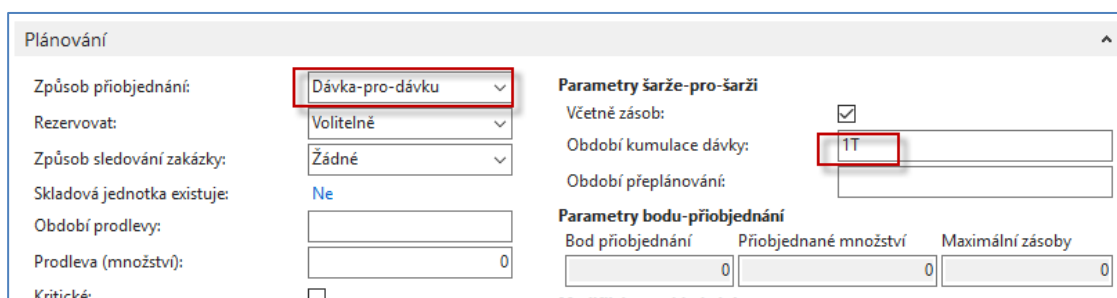 Plánování
Způsob přiobjednání: Dávka-pro-dávku
Rezervovat: Volitelně
Způsob sledování zakázky: Žádné
Skladová jednotka existuje: Ne
Období prodlevy:
Prodleva (množství): 0
Kritické:
Parametry šarže-pro-šarži
Včetně zásob:
Období kumulace dávky: 1T
Období přeplánování:
Parametry bodu-přiobjednání
Bod přiobjednání Přiobjednané množství Maximální zásoby
0 0 0